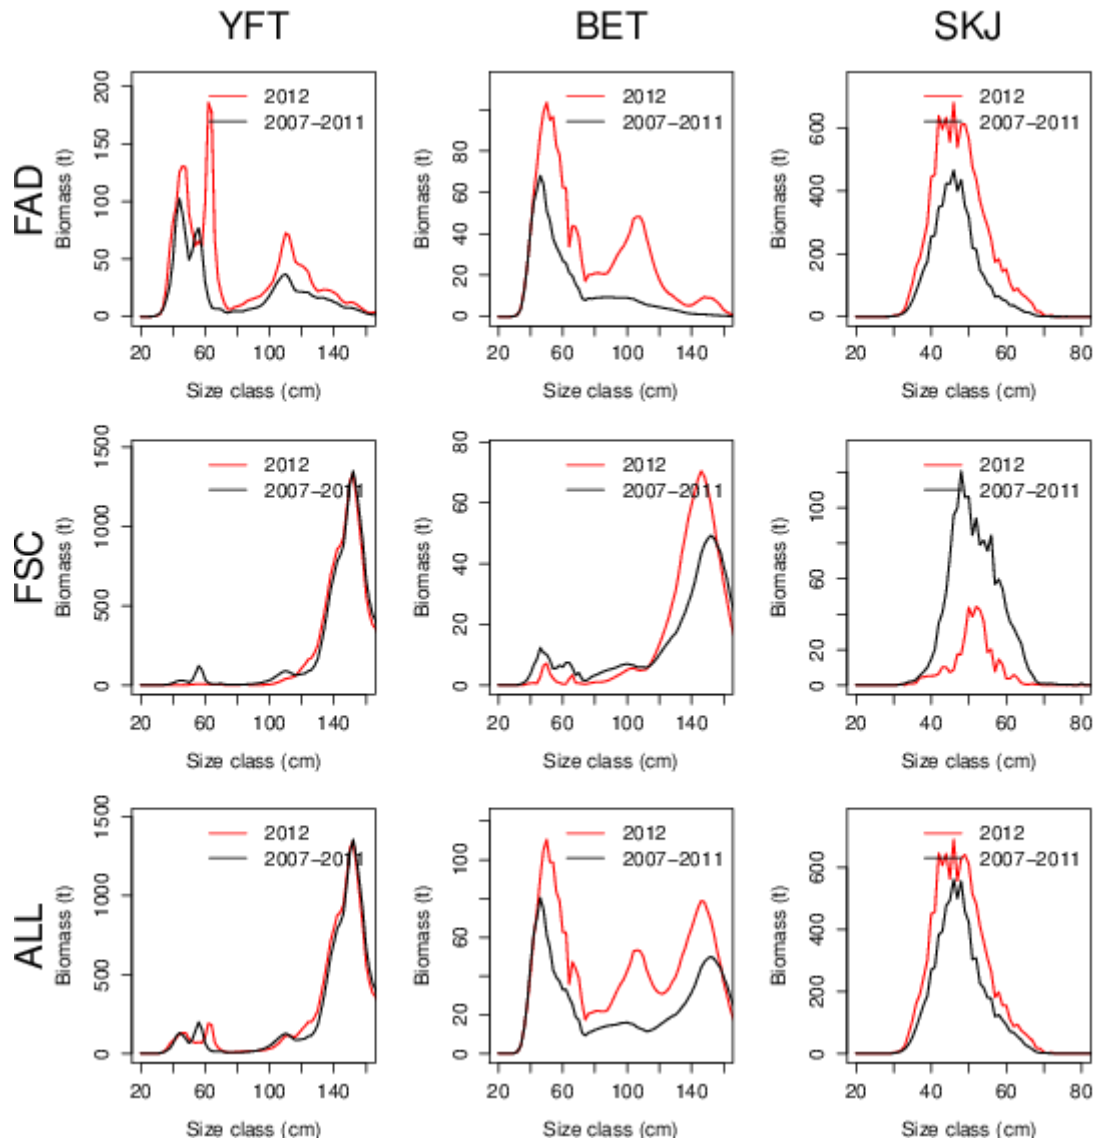 YFT BET SKJ
FAD
Biomass (t)
0 50 100 150 200
2012
2007-2011
20 60 100 140
Size class (cm)
Biomass (t)
0 20 40 60 80
2012
2007-2011
20 60 100 140
Size class (cm)
Biomass (t)
0 200 400 600
2012
2007-2011
20 40 60 80
Size class (cm)
FSC
Biomass (t)
0 500 1000 1500
2012
2007-2011
20 60 100 140
Size class (cm)
Biomass (t)
0 20 40 60 80
2012
2007-2011
20 60 100 140
Size class (cm)
Biomass (t)
0 20 60 100
2012
2007-2011
20 40 60 80
Size class (cm)
ALL
Biomass (t)
0 500 1000 1500
2012
2007-2011
20 60 100 140
Size class (cm)
Biomass (t)
0 20 60 100
2012
2007-2011
20 60 100 140
Size class (cm)
Biomass (t)
0 200 400 600
2012
2007-2011
20 40 60 80
Size class (cm)